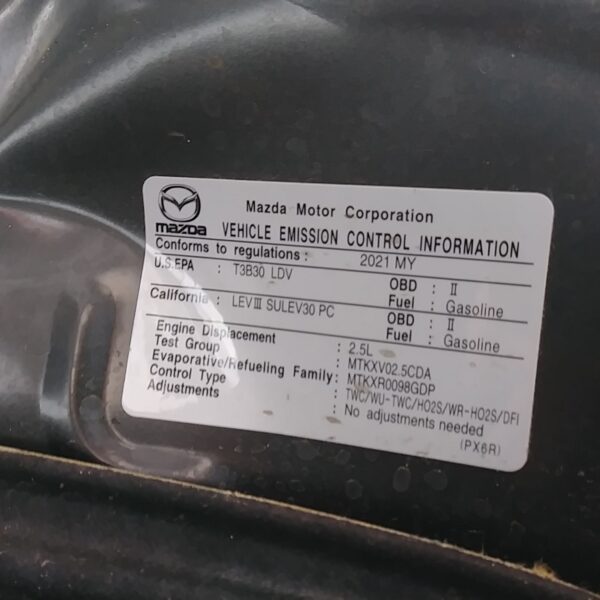 Mazda Motor Corporation
mazda VEHICLE EMISSION CONTROL INFORMATION
Conforms to regulations : 2021 MY
U.S.EPA : T3B30 LDV OBD : II
Fuel : Gasoline
California : LEVIII SULEV30 PC OBD : II
Fuel : Gasoline
Engine Displacement : 2.5L
Test Group : MTKXV02.5CDA
Evaporative/Refueling Family: MTKXR0098GDP
Control Type : TWC/WU-TWC/HO2S/WR-HO2S/DFI
Adjustments : No adjustments needed
(PX6R)